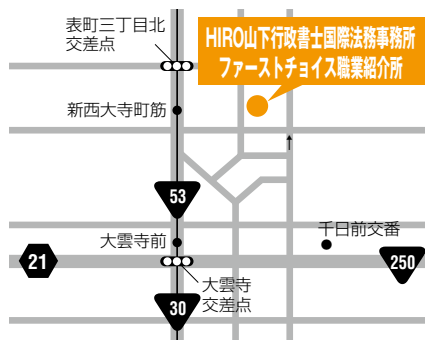 表町三丁目北
交差点
HIRO山下行政書士国際法務事務所
ファーストチョイス職業紹介所
新西大寺町筋
53
大雲寺前
千日前交番
21
250
大雲寺
交差点
30